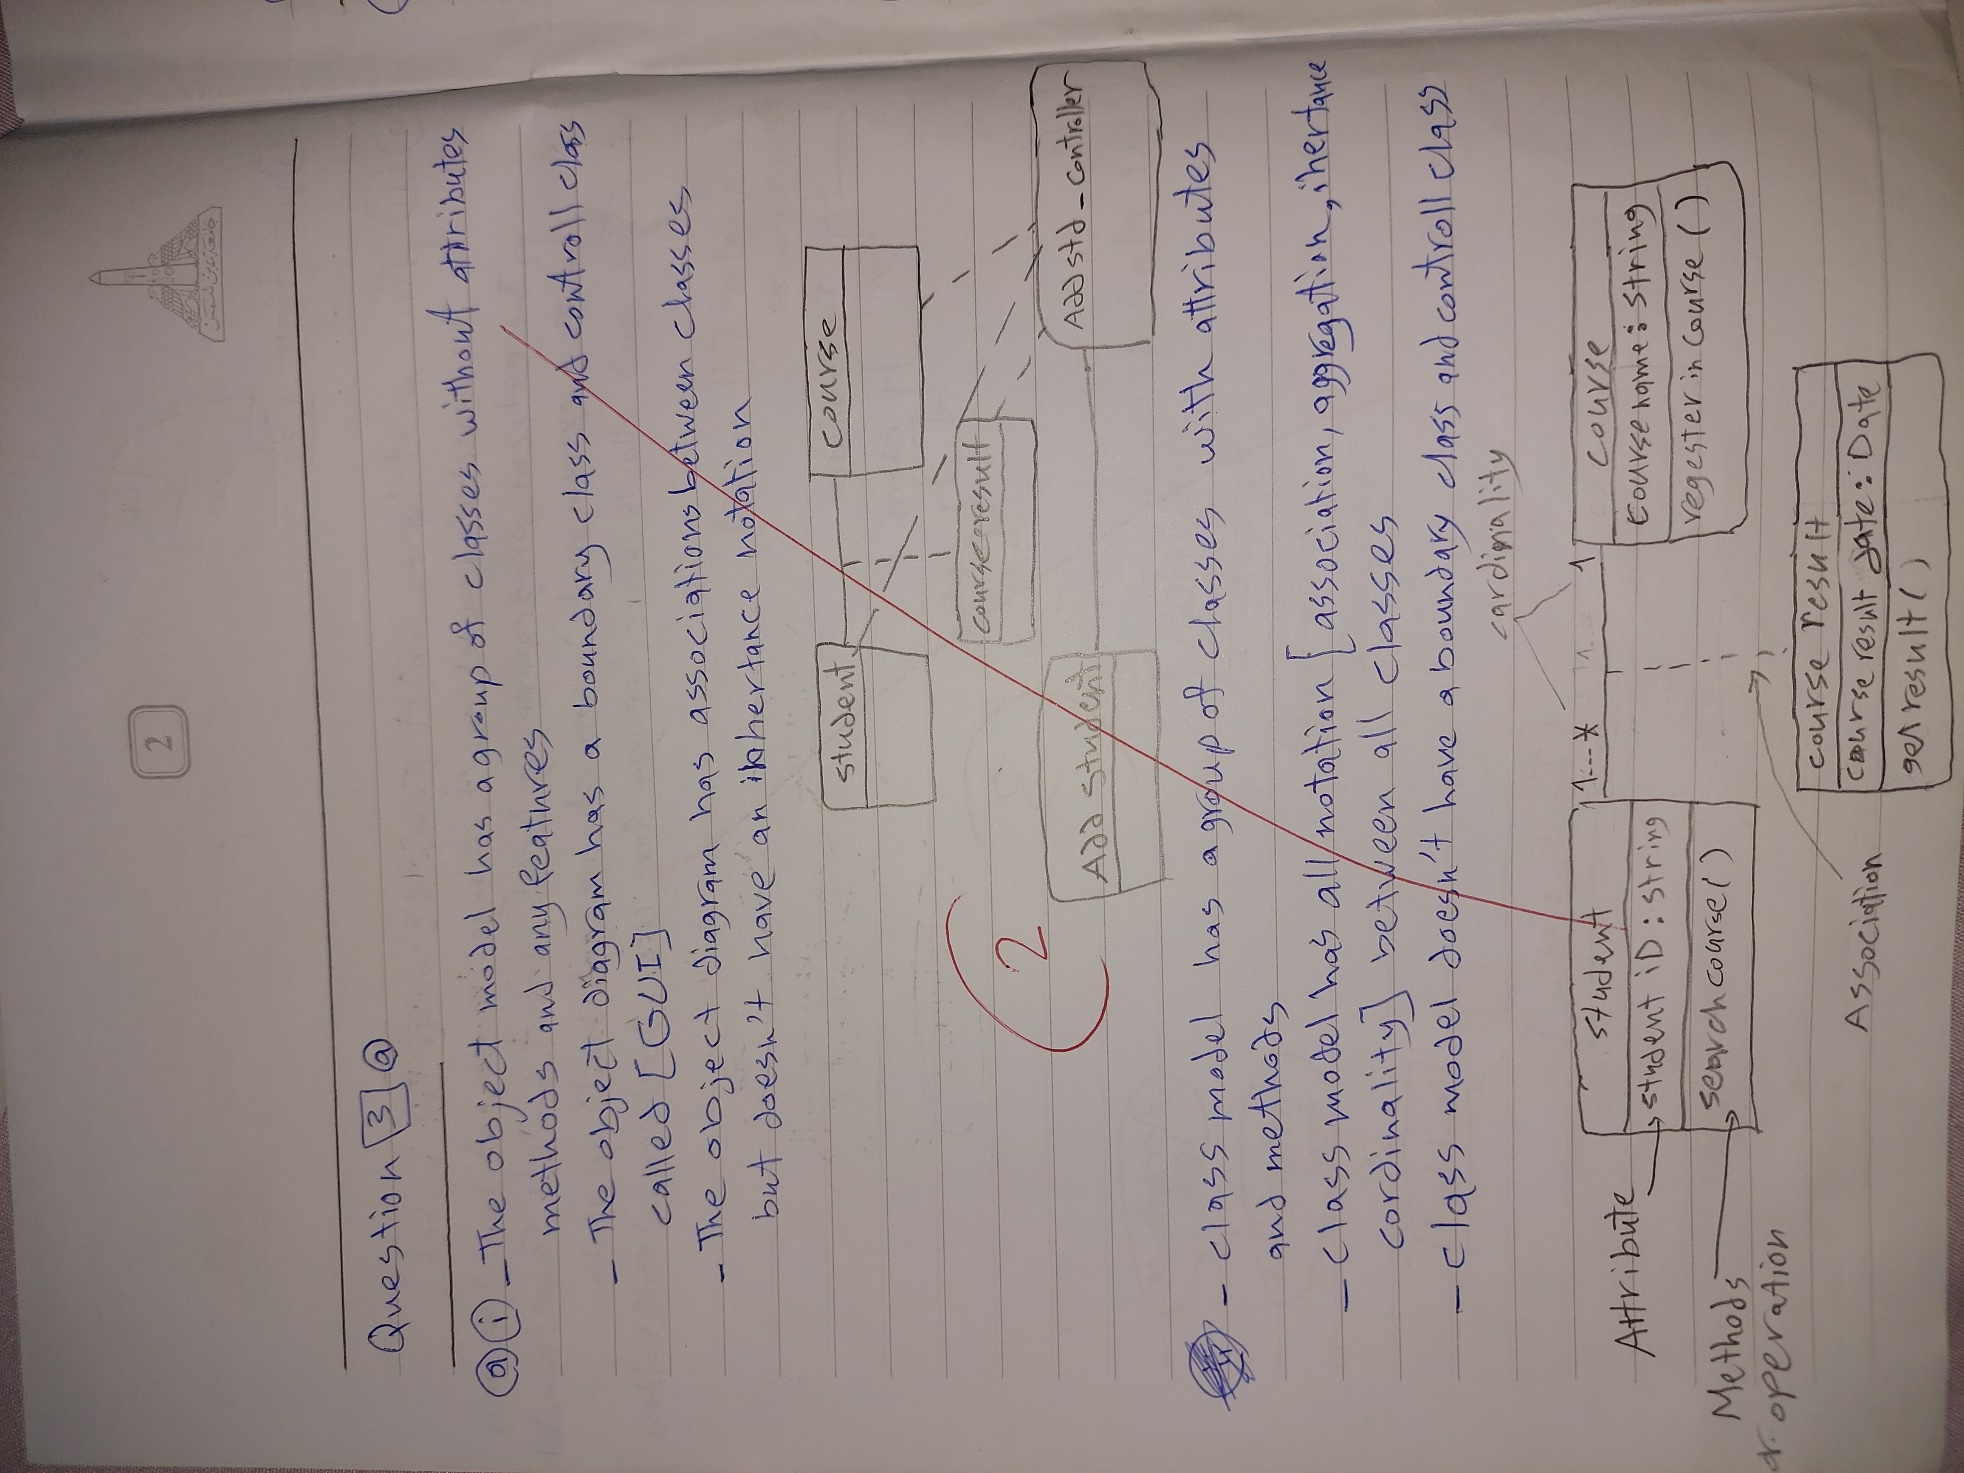 2
Question 3 a
a i - The object model has a group of classes without attributes
methods and any features
- The object diagram has a boundary class and controll class
called [GUI]
- The object diagram has associations between classes
but doesn't have an inhertance notation
student
course
course result
Add student
Add std_controller
2
- class model has a group of classes with attributes
and methods
- class model has all notation [association, aggregation, ihertance
cordinality] between all classes
- class model doesn't have a boundary class and controll class
cardinality
student
1---*
1
course
Attribute
student iD : string
course name : string
Methods
search course()
regester in course()
or operation
Association
course result
course result date : Date